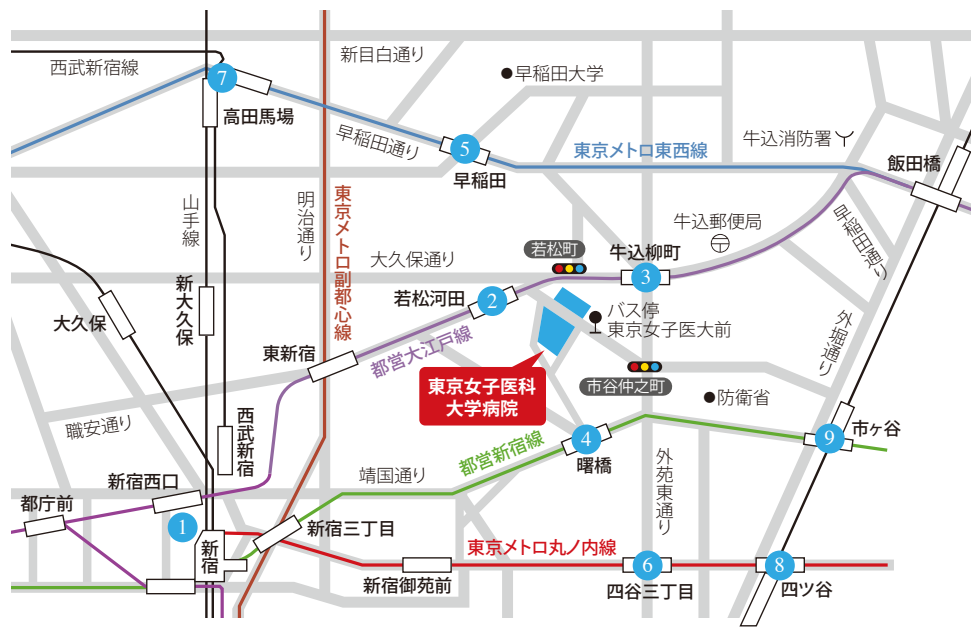 新目白通り
西武新宿線
7
早稲田大学
高田馬場
早稲田通り
5
早稲田
東京メトロ東西線
牛込消防署
飯田橋
山手線
明治通り
東京メトロ副都心線
牛込郵便局
早稲田通り
大久保通り
若松町
牛込柳町
3
新大久保
若松河田
2
バス停
東京女子医大前
大久保
外堀通り
東新宿
都営大江戸線
東京女子医科
大学病院
市谷仲之町
防衛省
職安通り
西武新宿
都営新宿線
4
曙橋
9
市ヶ谷
靖国通り
外苑東通り
新宿西口
都庁前
1
新宿
新宿三丁目
東京メトロ丸ノ内線
新宿御苑前
6
四谷三丁目
8
四ツ谷